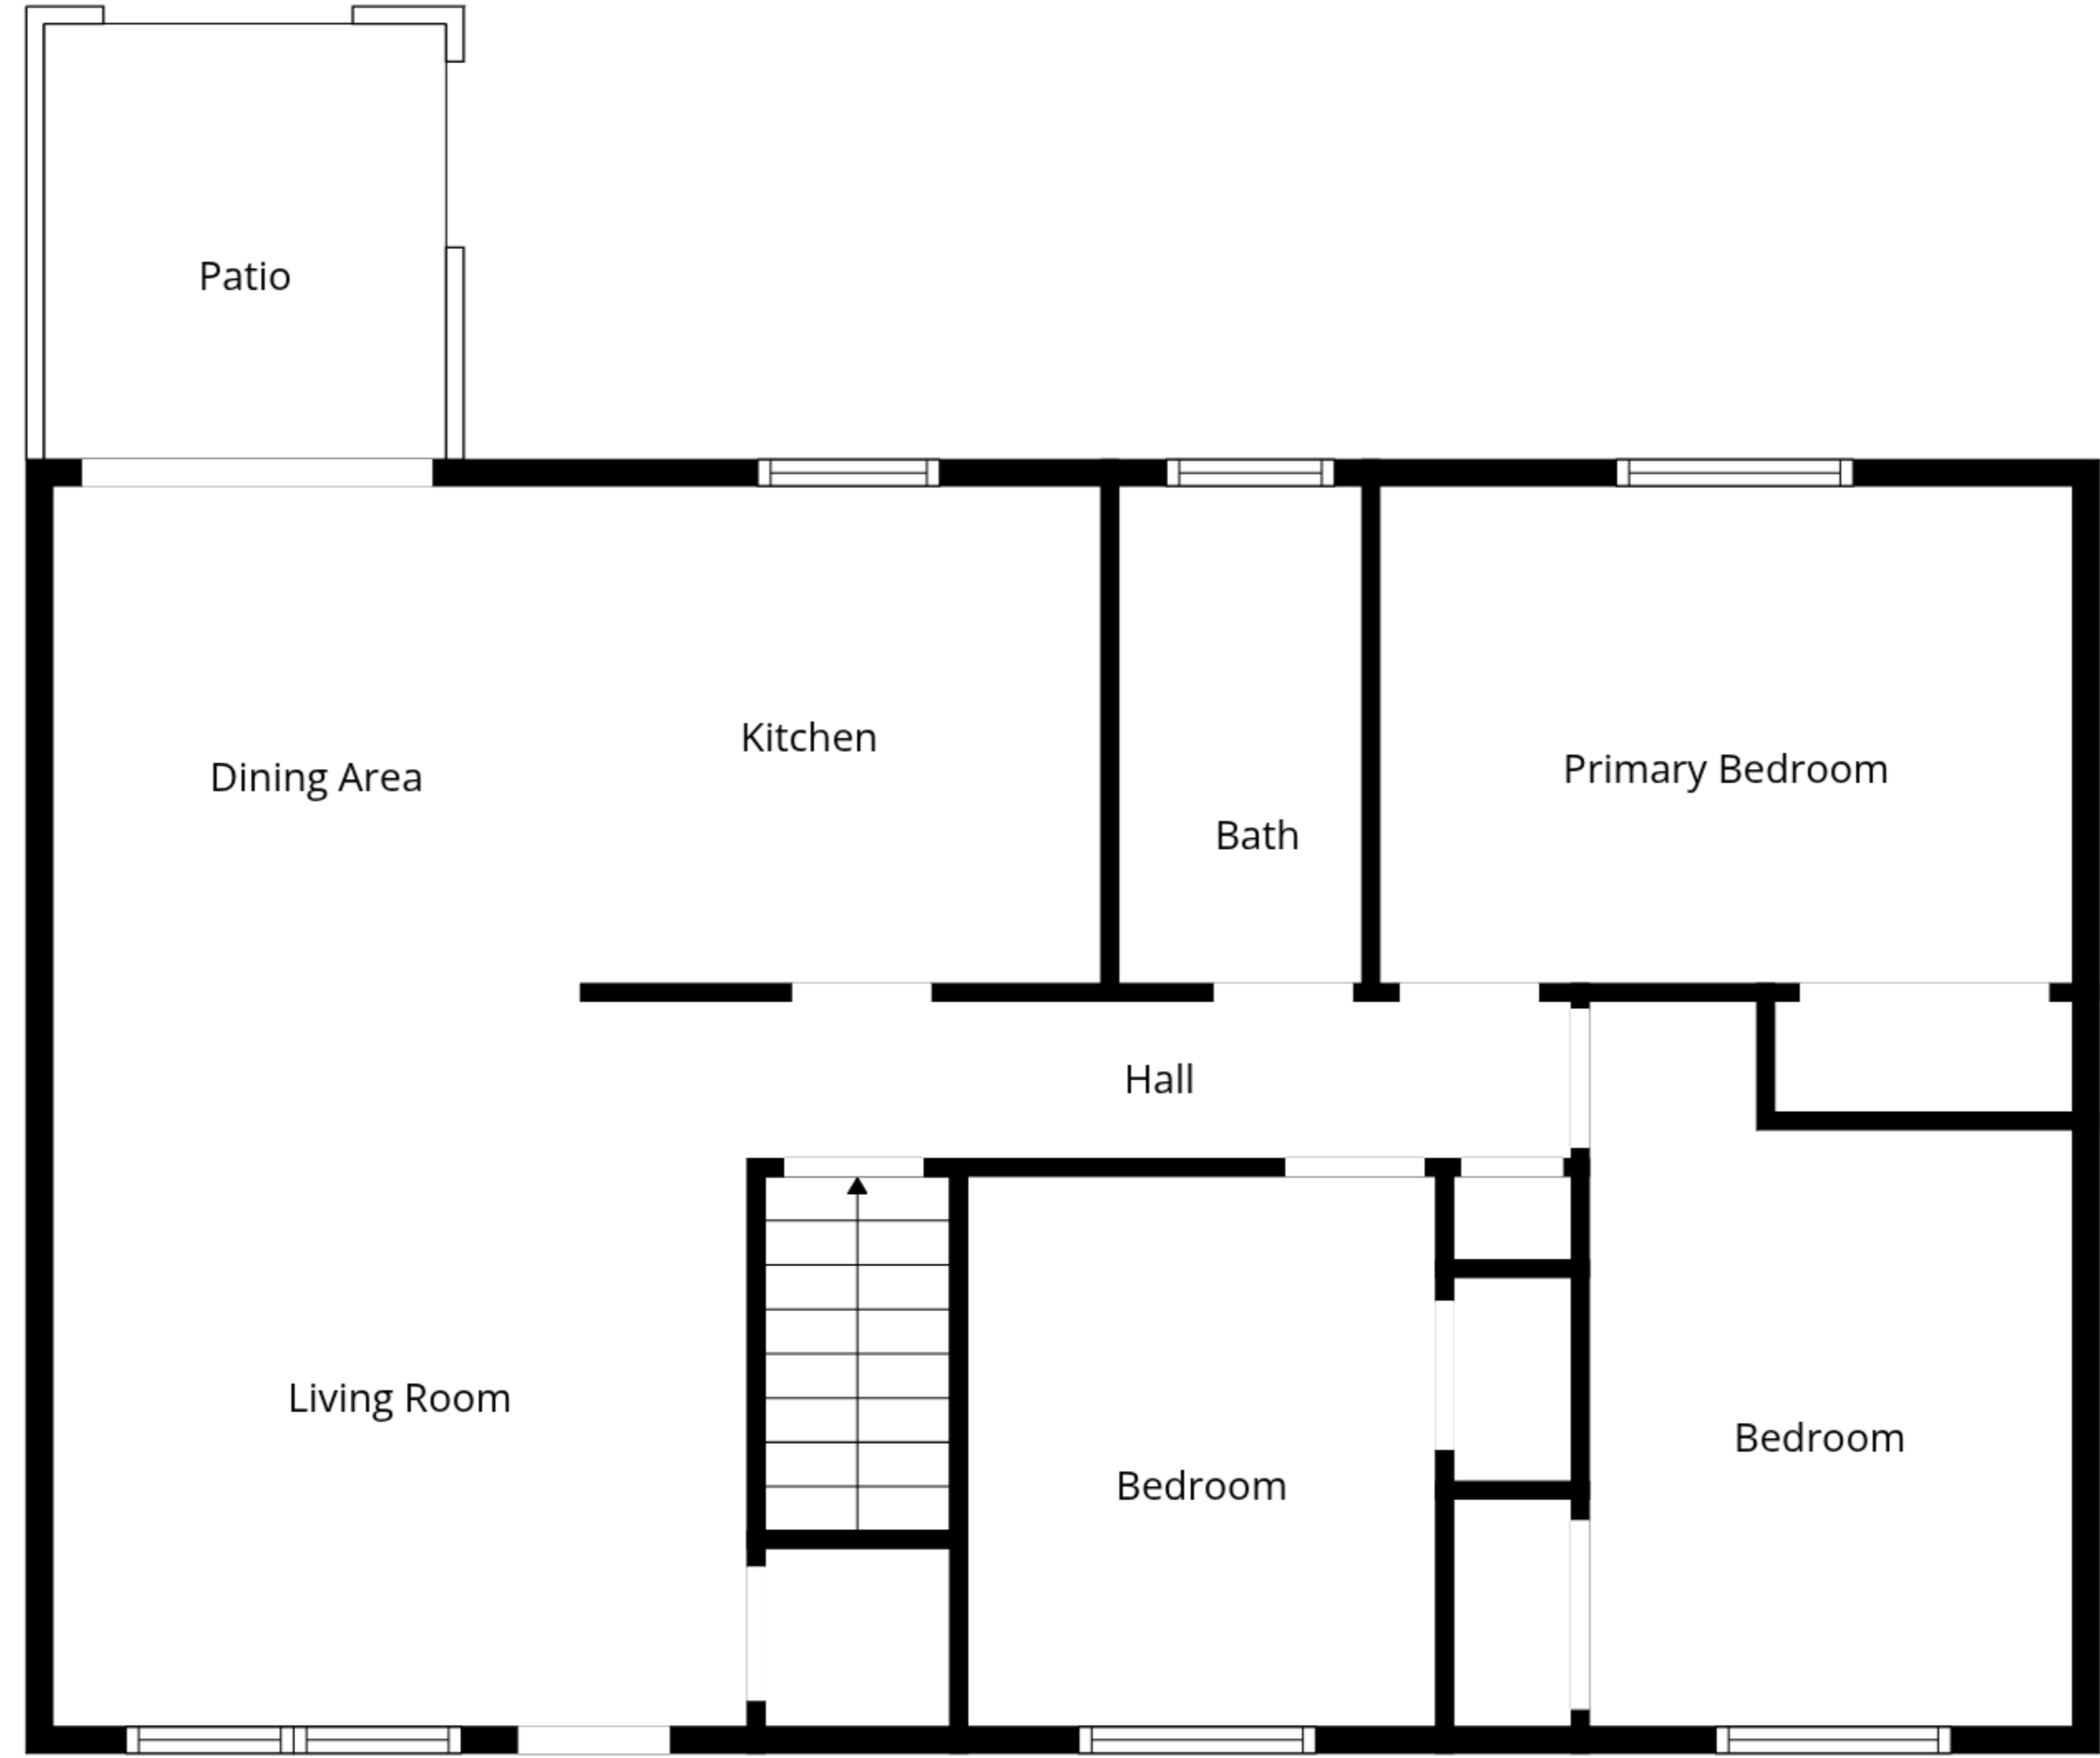 Patio
Kitchen
Dining Area
Primary Bedroom
Bath
Hall
Living Room
Bedroom
Bedroom